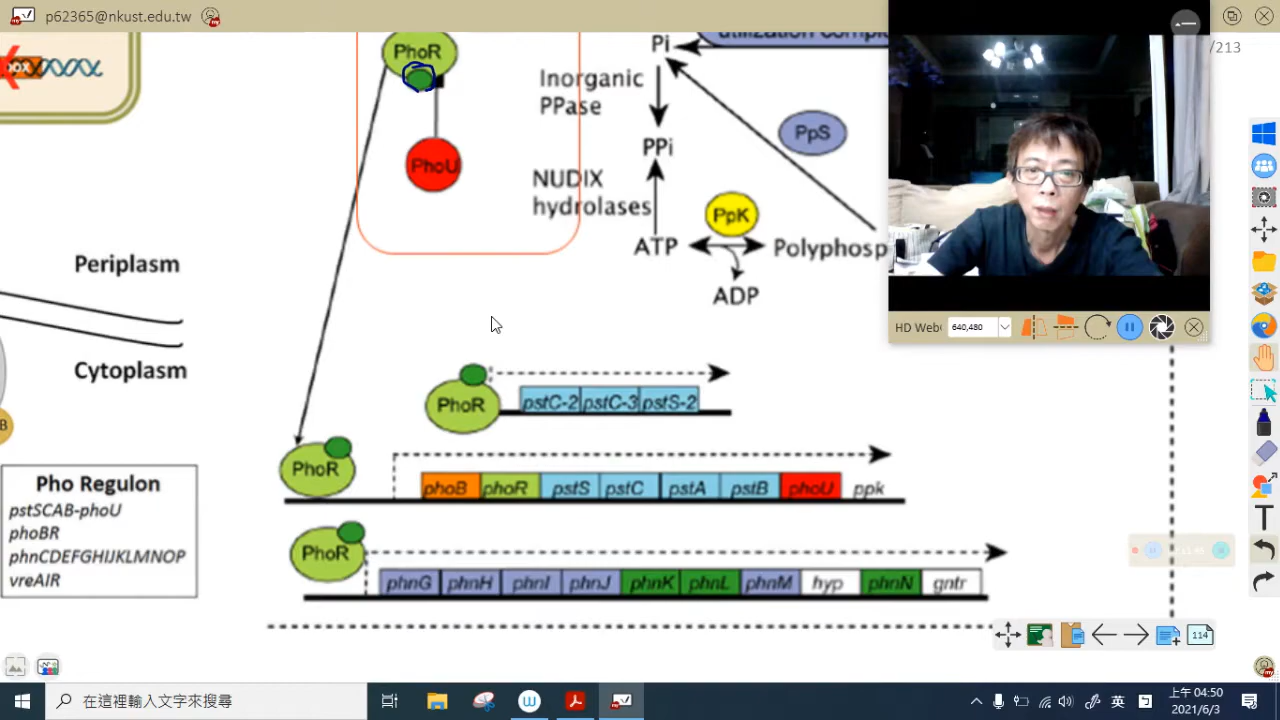 p62365@nkust.edu.tw
/213
PhoR
PhoU
Pi
Inorganic
PPase
PPi
PpS
NUDIX
hydrolases
PpK
ATP
Polyphosp
ADP
HD Web
640,480
Periplasm
Cytoplasm
B
PhoR
pstC-2 pstC-3 pstS-2
PhoR
phoB phoR pstS pstC pstA pstB phoU ppk
PhoR
phnG phnH phnI phnJ phnK phnL phnM hyp phnN gntr
Pho Regulon
pstSCAB-phoU
phoBR
phnCDEFGHIJKLMNOP
vreAIR
114
在這裡輸入文字來搜尋
英
上午 04:50
2021/6/3